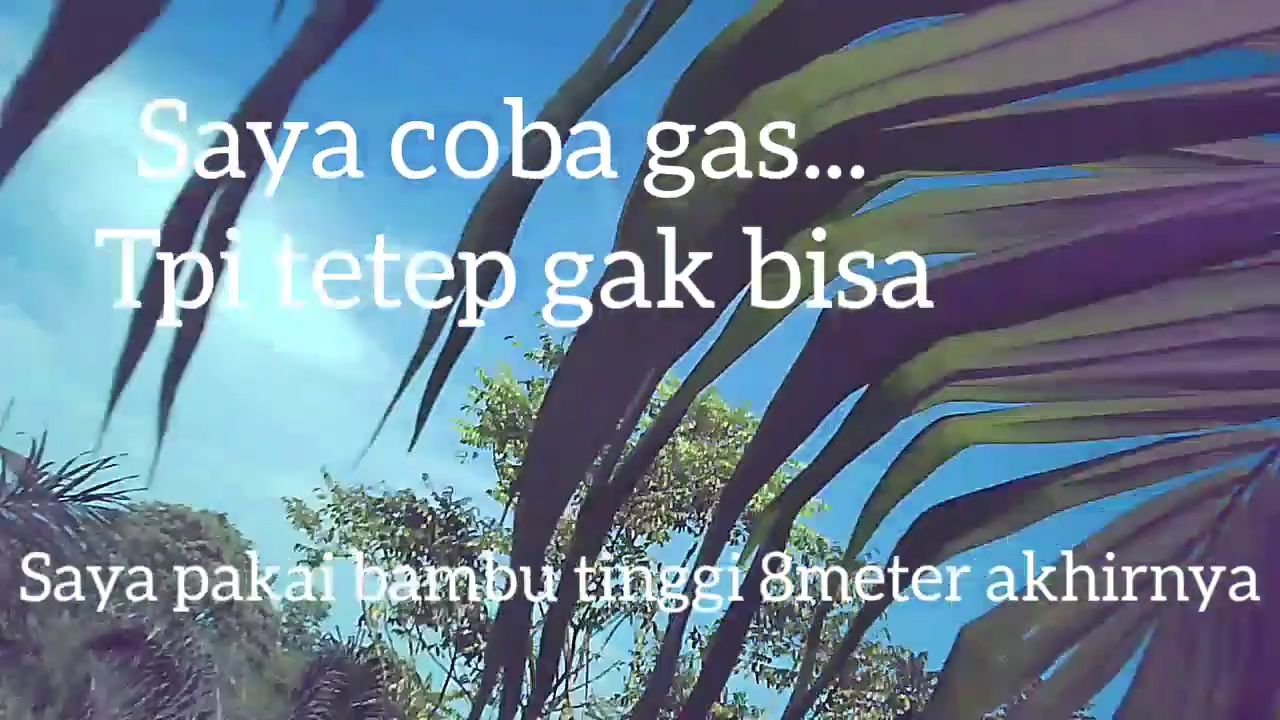 Saya coba gas...
Tpi tetep gak bisa
Saya pakai bambu tinggi 8meter akhirnya